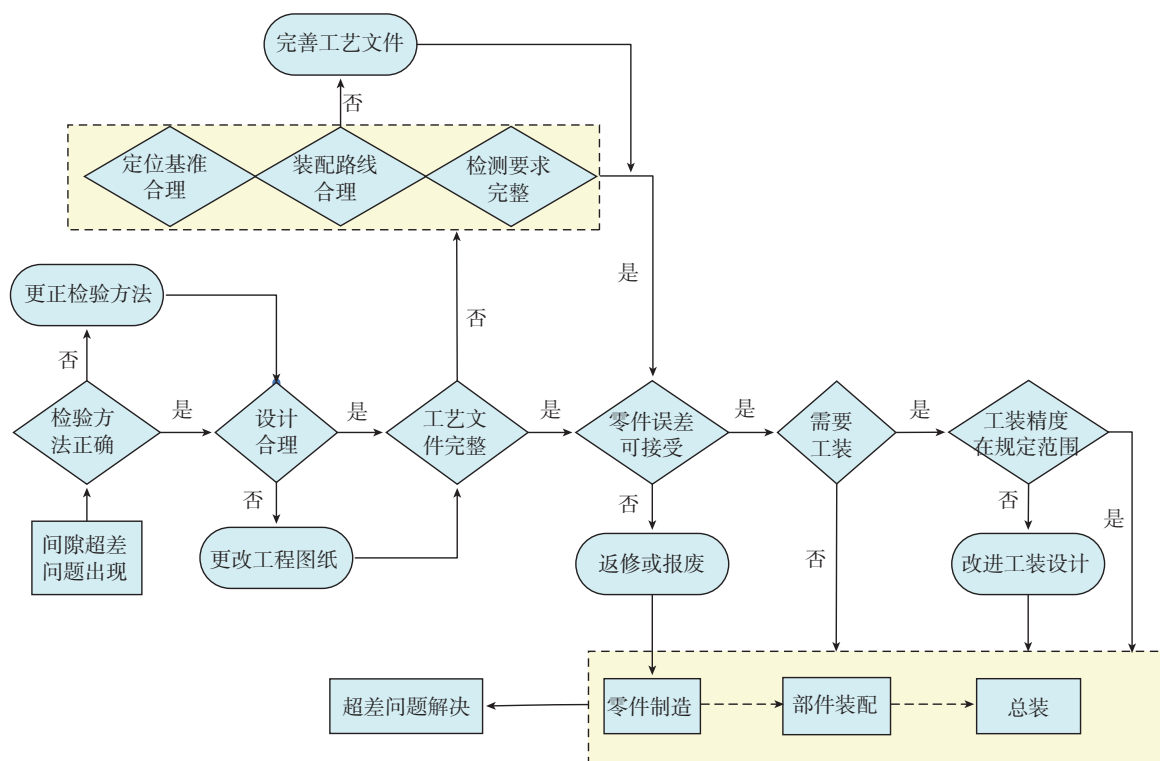 完善工艺文件
否
定位基准
合理
装配路线
合理
检测要求
完整
是
更正检验方法
否
否
检验方
法正确
是
设计
合理
是
工艺文
件完整
是
零件误差
可接受
是
需要
工装
是
工装精度
在规定范围
否
否
否
是
间隙超差
问题出现
更改工程图纸
返修或报废
否
改进工装设计
超差问题解决
零件制造
部件装配
总装